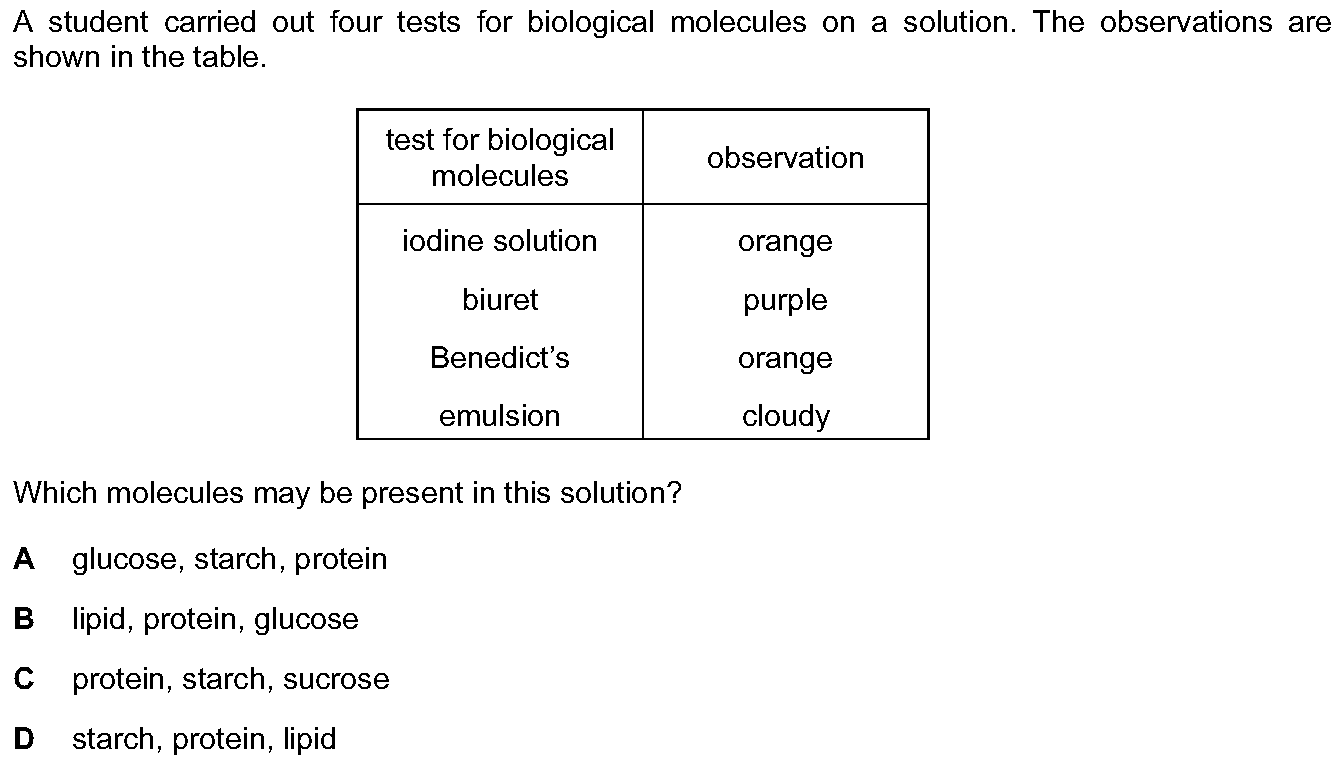 A student carried out four tests for biological molecules on a solution. The observations are
shown in the table.
test for biological
molecules
observation
iodine solution
orange
biuret
purple
Benedict’s
orange
emulsion
cloudy
Which molecules may be present in this solution?
A glucose, starch, protein
B lipid, protein, glucose
C protein, starch, sucrose
D starch, protein, lipid